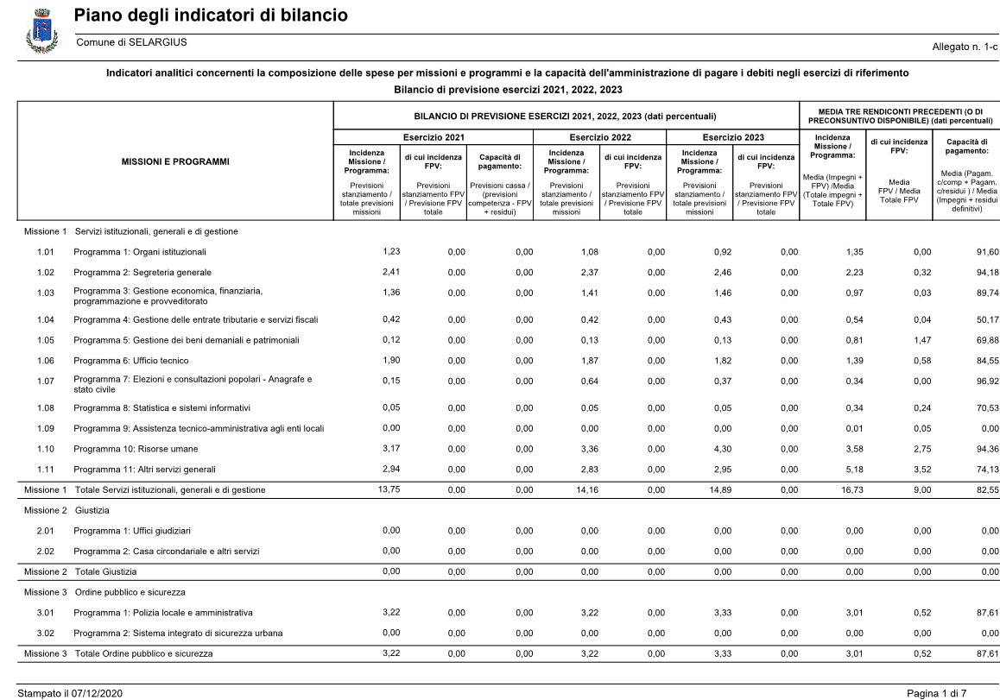 Piano degli indicatori di bilancio
Comune di SELARGIUS
Allegato n. 1-c
Indicatori analitici concernenti la composizione delle spese per missioni e programmi e la capacità dell'amministrazione di pagare i debiti negli esercizi di riferimento
Bilancio di previsione esercizi 2021, 2022, 2023
MISSIONI E PROGRAMMI
BILANCIO DI PREVISIONE ESERCIZI 2021, 2022, 2023 (dati percentuali)
MEDIA TRE RENDICONTI PRECEDENTI (O DI
PRECONSUNTIVO DISPONIBILE) (dati percentuali)
Esercizio 2021 Esercizio 2022 Esercizio 2023
Incidenza
Missione /
Programma:
Previsioni
stanziamento /
totale previsioni
missioni
di cui incidenza
FPV:
Previsioni
stanziamento FPV
/ Previsione FPV
totale
Capacità di
pagamento:
Previsioni cassa /
(previsioni
competenza - FPV
+ residui)
Incidenza
Missione /
Programma:
Previsioni
stanziamento /
totale previsioni
missioni
di cui incidenza
FPV:
Previsioni
stanziamento FPV
/ Previsione FPV
totale
Incidenza
Missione /
Programma:
Previsioni
stanziamento /
totale previsioni
missioni
di cui incidenza
FPV:
Previsioni
stanziamento FPV
/ Previsione FPV
totale
Incidenza
Missione /
Programma:
Media (Impegni +
FPV) /Media
(Totale impegni +
Totale FPV)
di cui incidenza
FPV:
Media
FPV / Media
Totale FPV
Capacità di
pagamento:
Media (Pagam.
c/comp + Pagam.
c/residui ) / Media
(Impegni + residui
definitivi)
Missione 1 Servizi istituzionali, generali e di gestione
1.01 Programma 1: Organi istituzionali 1,23 0,00 0,00 1,08 0,00 0,92 0,00 1,35 0,00 91,60
1.02 Programma 2: Segreteria generale 2,41 0,00 0,00 2,37 0,00 2,46 0,00 2,23 0,32 94,18
1.03 Programma 3: Gestione economica, finanziaria,
programmazione e provveditorato 1,36 0,00 0,00 1,41 0,00 1,46 0,00 0,97 0,03 89,74
1.04 Programma 4: Gestione delle entrate tributarie e servizi fiscali 0,42 0,00 0,00 0,42 0,00 0,43 0,00 0,54 0,04 50,17
1.05 Programma 5: Gestione dei beni demaniali e patrimoniali 0,12 0,00 0,00 0,13 0,00 0,13 0,00 0,81 1,47 69,88
1.06 Programma 6: Ufficio tecnico 1,90 0,00 0,00 1,87 0,00 1,82 0,00 1,39 0,58 84,55
1.07 Programma 7: Elezioni e consultazioni popolari - Anagrafe e
stato civile 0,15 0,00 0,00 0,64 0,00 0,37 0,00 0,34 0,00 96,92
1.08 Programma 8: Statistica e sistemi informativi 0,05 0,00 0,00 0,05 0,00 0,05 0,00 0,34 0,24 70,53
1.09 Programma 9: Assistenza tecnico-amministrativa agli enti locali 0,00 0,00 0,00 0,00 0,00 0,00 0,00 0,01 0,05 0,00
1.10 Programma 10: Risorse umane 3,17 0,00 0,00 3,36 0,00 4,30 0,00 3,58 2,75 94,36
1.11 Programma 11: Altri servizi generali 2,94 0,00 0,00 2,83 0,00 2,95 0,00 5,18 3,52 74,13
Missione 1 Totale Servizi istituzionali, generali e di gestione 13,75 0,00 0,00 14,16 0,00 14,89 0,00 16,73 9,00 82,55
Missione 2 Giustizia
2.01 Programma 1: Uffici giudiziari 0,00 0,00 0,00 0,00 0,00 0,00 0,00 0,00 0,00 0,00
2.02 Programma 2: Casa circondariale e altri servizi 0,00 0,00 0,00 0,00 0,00 0,00 0,00 0,00 0,00 0,00
Missione 2 Totale Giustizia 0,00 0,00 0,00 0,00 0,00 0,00 0,00 0,00 0,00 0,00
Missione 3 Ordine pubblico e sicurezza
3.01 Programma 1: Polizia locale e amministrativa 3,22 0,00 0,00 3,22 0,00 3,33 0,00 3,01 0,52 87,61
3.02 Programma 2: Sistema integrato di sicurezza urbana 0,00 0,00 0,00 0,00 0,00 0,00 0,00 0,00 0,00 0,00
Missione 3 Totale Ordine pubblico e sicurezza 3,22 0,00 0,00 3,22 0,00 3,33 0,00 3,01 0,52 87,61
Stampato il 07/12/2020
Pagina 1 di 7